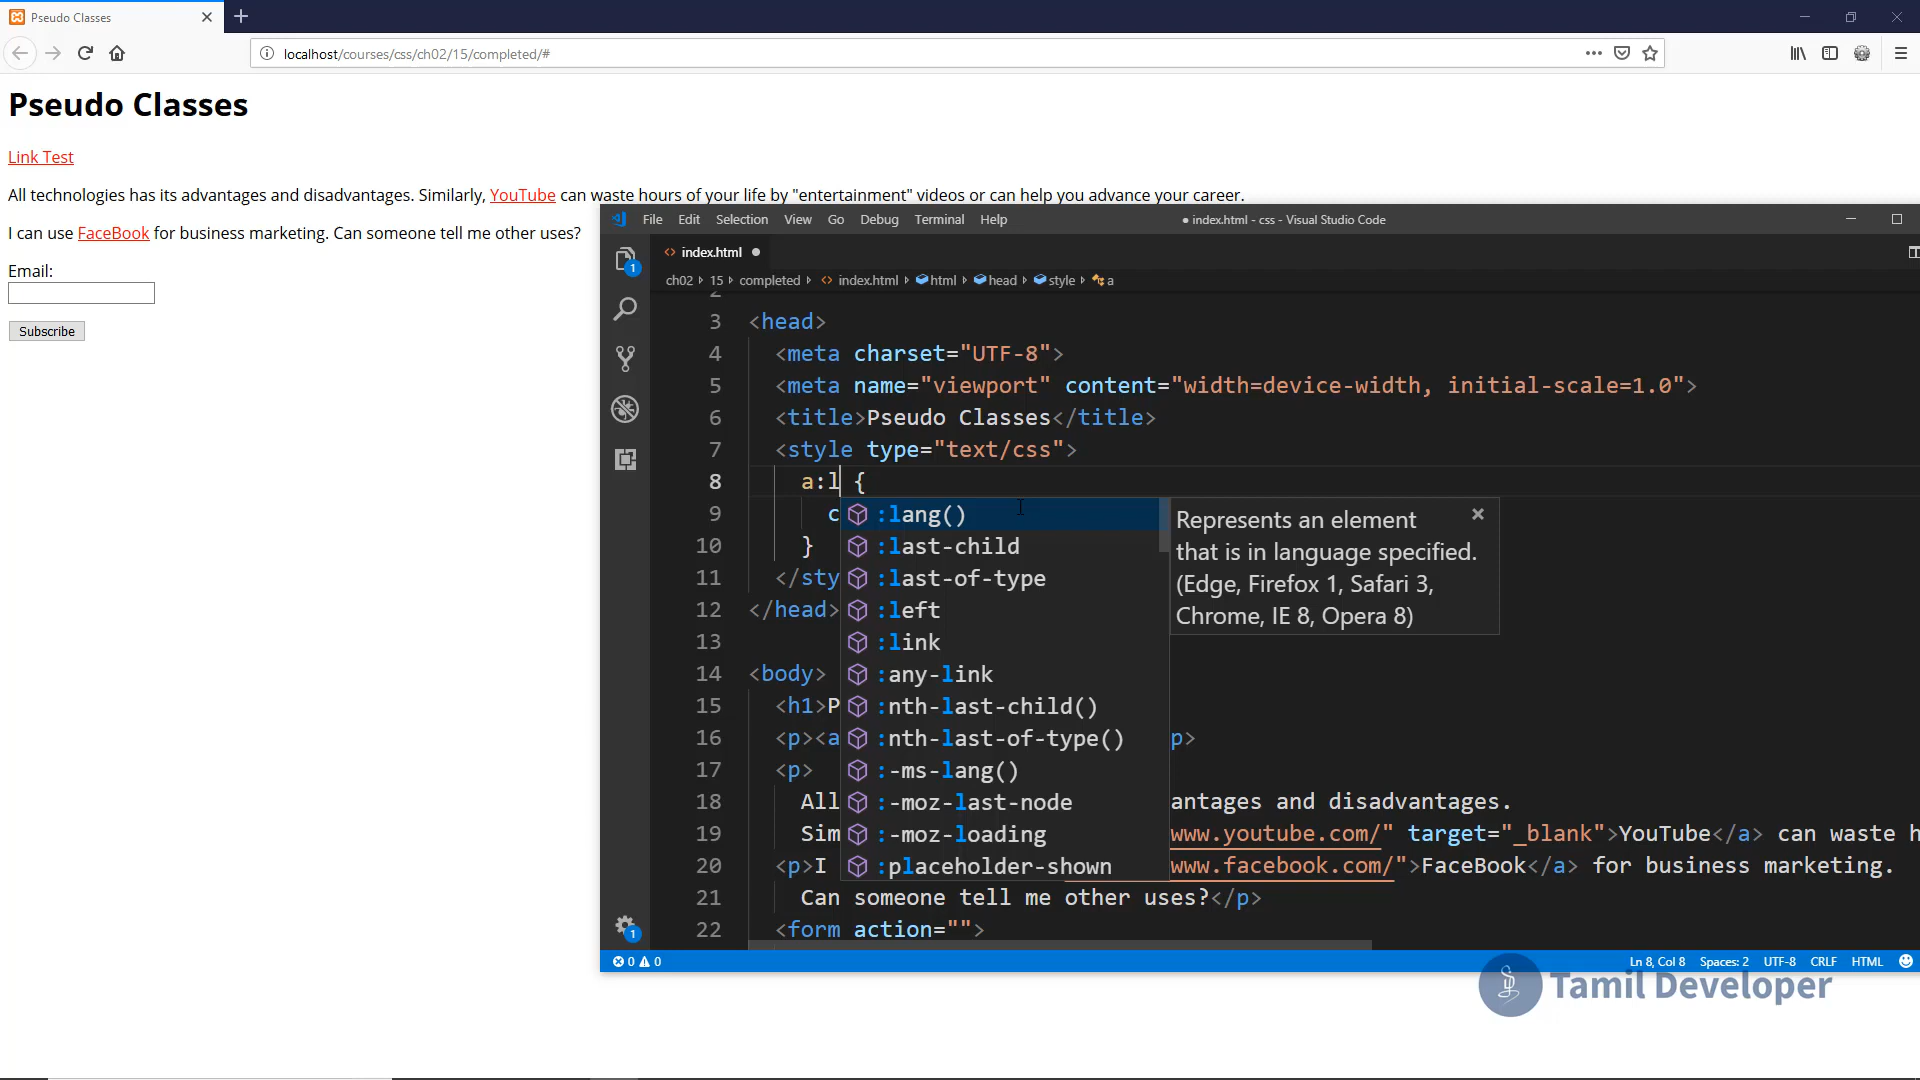 Pseudo Classes
localhost/courses/css/ch02/15/completed/#
Pseudo Classes
Link Test
All technologies has its advantages and disadvantages. Similarly, YouTube can waste hours of your life by "entertainment" videos or can help you advance your career.
I can use FaceBook for business marketing. Can someone tell me other uses?
Email:
Subscribe
File Edit Selection View Go Debug Terminal Help
● index.html - css - Visual Studio Code
index.html
ch02 15 completed index.html html head style a
1
2
3 <head>
4 <meta charset="UTF-8">
5 <meta name="viewport" content="width=device-width, initial-scale=1.0">
6 <title>Pseudo Classes</title>
7 <style type="text/css">
8 a:l {
9 c
10 }
11 </sty
12 </head>
13
14 <body>
15 <h1>P
16 <p><a p>
17 <p>
18 All antages and disadvantages.
19 Sim www.youtube.com/" target="_blank">YouTube</a> can waste h
20 <p>I www.facebook.com/">FaceBook</a> for business marketing.
21 Can someone tell me other uses?</p>
22 <form action="">
:lang()
:last-child
:last-of-type
:left
:link
:any-link
:nth-last-child()
:nth-last-of-type()
:-ms-lang()
:-moz-last-node
:-moz-loading
:placeholder-shown
Represents an element
that is in language specified.
(Edge, Firefox 1, Safari 3,
Chrome, IE 8, Opera 8)
1
0 0
Ln 8, Col 8 Spaces: 2 UTF-8 CRLF HTML
Tamil Developer